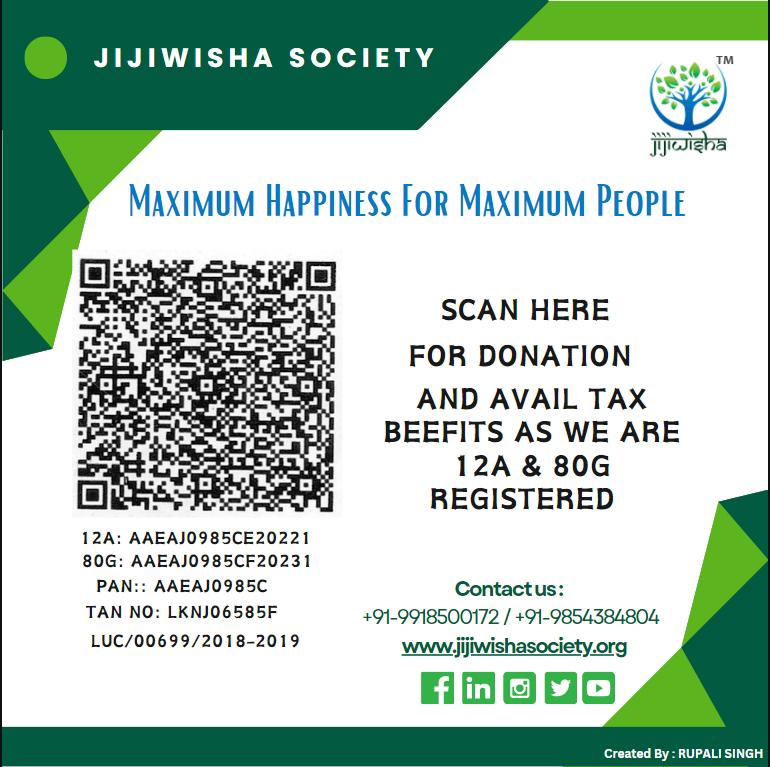 JIJIWISHA SOCIETY
TM
jijiwisha
MAXIMUM HAPPINESS FOR MAXIMUM PEOPLE
SCAN HERE
FOR DONATION
AND AVAIL TAX
BEEFITS AS WE ARE
12A & 80G
REGISTERED
12A: AAEAJ0985CE20221
80G: AAEAJ0985CF20231
PAN:: AAEAJ0985C
TAN NO: LKNJ06585F
LUC/00699/2018-2019
Contact us :
+91-9918500172 / +91-9854384804
www.jijiwishasociety.org
Created By : RUPALI SINGH